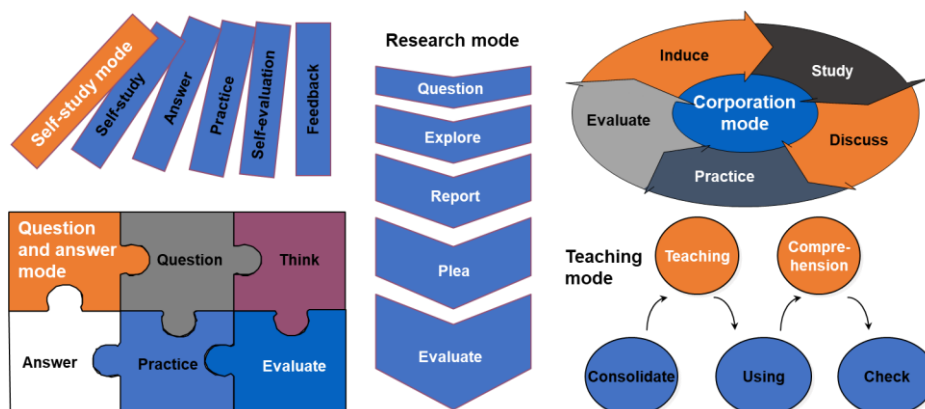 Self-study mode
Self-study
Answer
Practice
Self-evaluation
Feedback
Research mode
Question
Explore
Report
Plea
Evaluate
Induce
Study
Corporation
mode
Evaluate
Discuss
Practice
Question
and answer
mode
Question
Think
Answer
Practice
Evaluate
Teaching
mode
Teaching
Compre-
hension
Consolidate
Using
Check